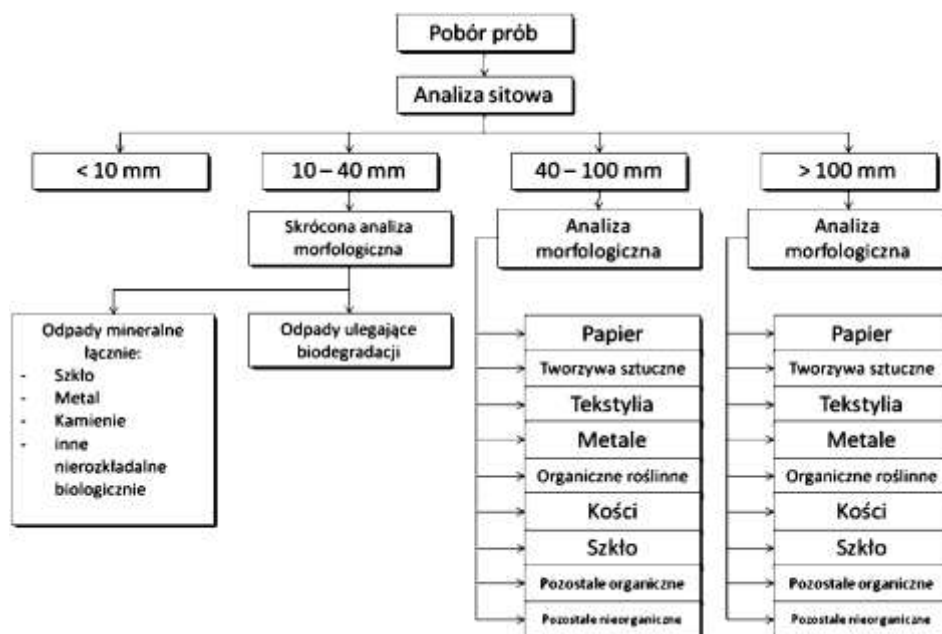 Pobór prób
Analiza sitowa
< 10 mm
10 – 40 mm
40 – 100 mm
> 100 mm
Skrócona analiza
morfologiczna
Analiza
morfologiczna
Analiza
morfologiczna
Odpady mineralne
łącznie:
- Szkło
- Metal
- Kamienie
- inne
nierozkładalne
biologicznie
Odpady ulegające
biodegradacji
Papier
Tworzywa sztuczne
Tekstylia
Metale
Organiczne roślinne
Kości
Szkło
Pozostałe organiczne
Pozostałe nieorganiczne
Papier
Tworzywa sztuczne
Tekstylia
Metale
Organiczne roślinne
Kości
Szkło
Pozostałe organiczne
Pozostałe nieorganiczne